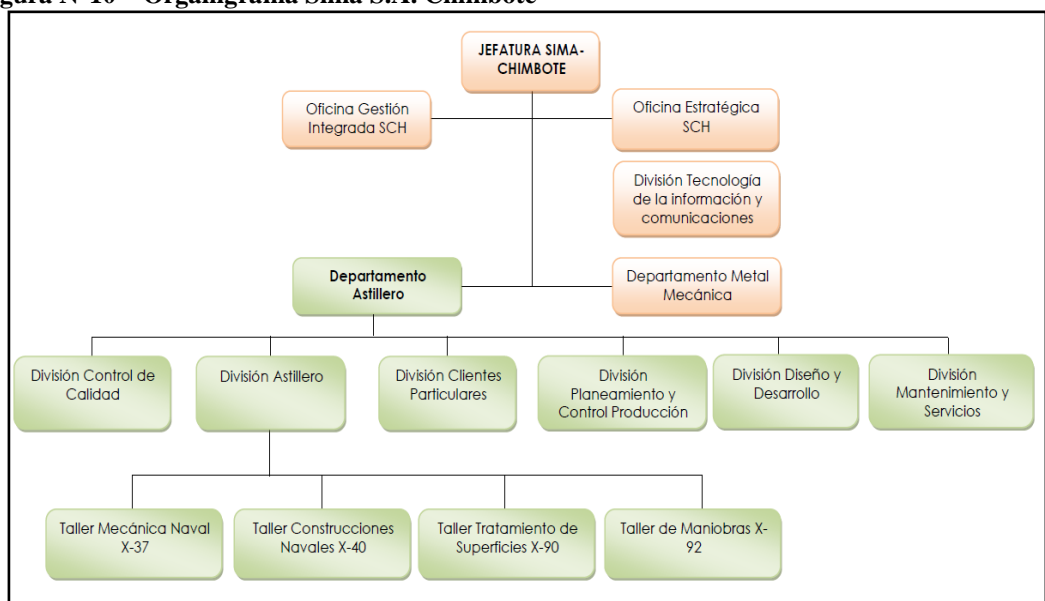 gura N°10 – Organigrama Sima S.A. Chimbote
JEFATURA SIMA-
CHIMBOTE
Oficina Gestión
Integrada SCH
Oficina Estratégica
SCH
División Tecnología
de la información y
comunicaciones
Departamento
Astillero
Departamento Metal
Mecánica
División Control de
Calidad
División Astillero
División Clientes
Particulares
División
Planeamiento y
Control Producción
División Diseño y
Desarrollo
División
Mantenimiento y
Servicios
Taller Mecánica Naval
X-37
Taller Construcciones
Navales X-40
Taller Tratamiento de
Superficies X-90
Taller de Maniobras X-
92